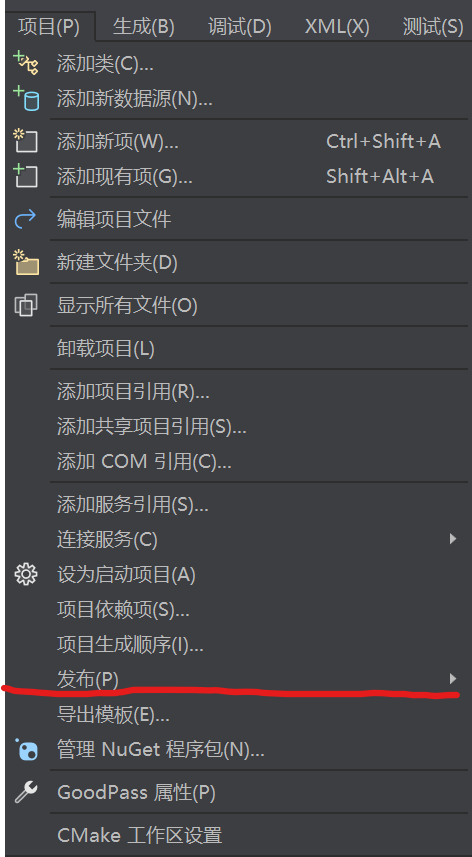 项目(P) 生成(B) 调试(D) XML(X) 测试(S)
添加类(C)...
添加新数据源(N)...
添加新项(W)... Ctrl+Shift+A
添加现有项(G)... Shift+Alt+A
编辑项目文件
新建文件夹(D)
显示所有文件(O)
卸载项目(L)
添加项目引用(R)...
添加共享项目引用(S)...
添加 COM 引用(C)...
添加服务引用(S)...
连接服务(C)
设为启动项目(A)
项目依赖项(S)...
项目生成顺序(I)...
发布(P)
导出模板(E)...
管理 NuGet 程序包(N)...
GoodPass 属性(P)
CMake 工作区设置